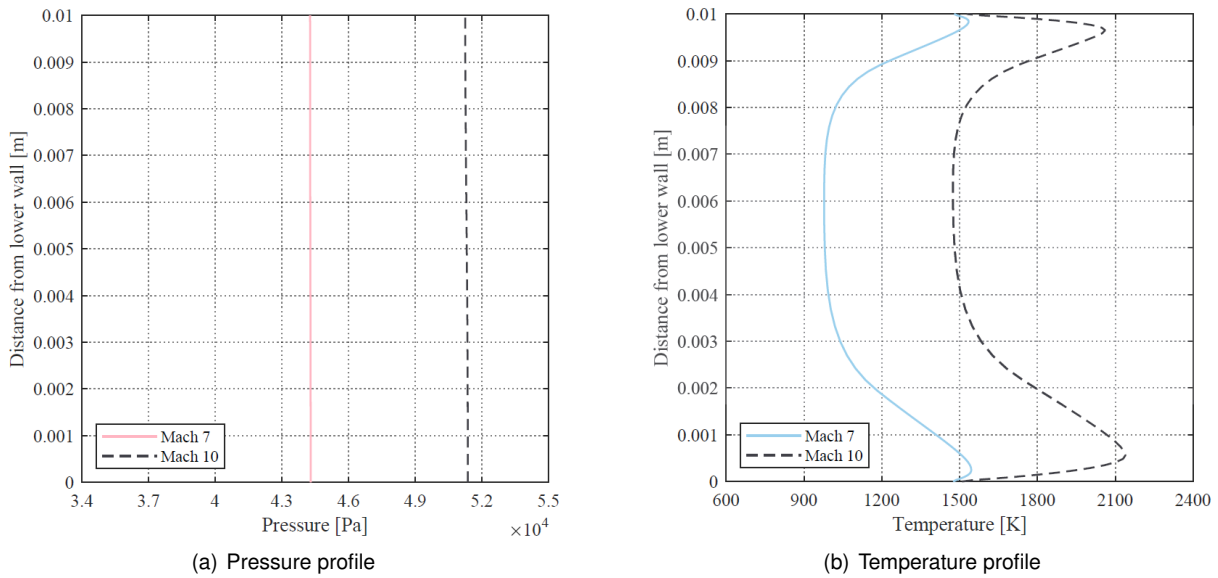 0.01
0.009
0.008
0.007
0.006
0.005
0.004
0.003
0.002
0.001
0
Distance from lower wall [m]
Mach 7
Mach 10
3.4 3.7 4 4.3 4.6 4.9 5.2 5.5
Pressure [Pa]
×10⁴
(a) Pressure profile
0.01
0.009
0.008
0.007
0.006
0.005
0.004
0.003
0.002
0.001
0
Distance from lower wall [m]
Mach 7
Mach 10
600 900 1200 1500 1800 2100 2400
Temperature [K]
(b) Temperature profile